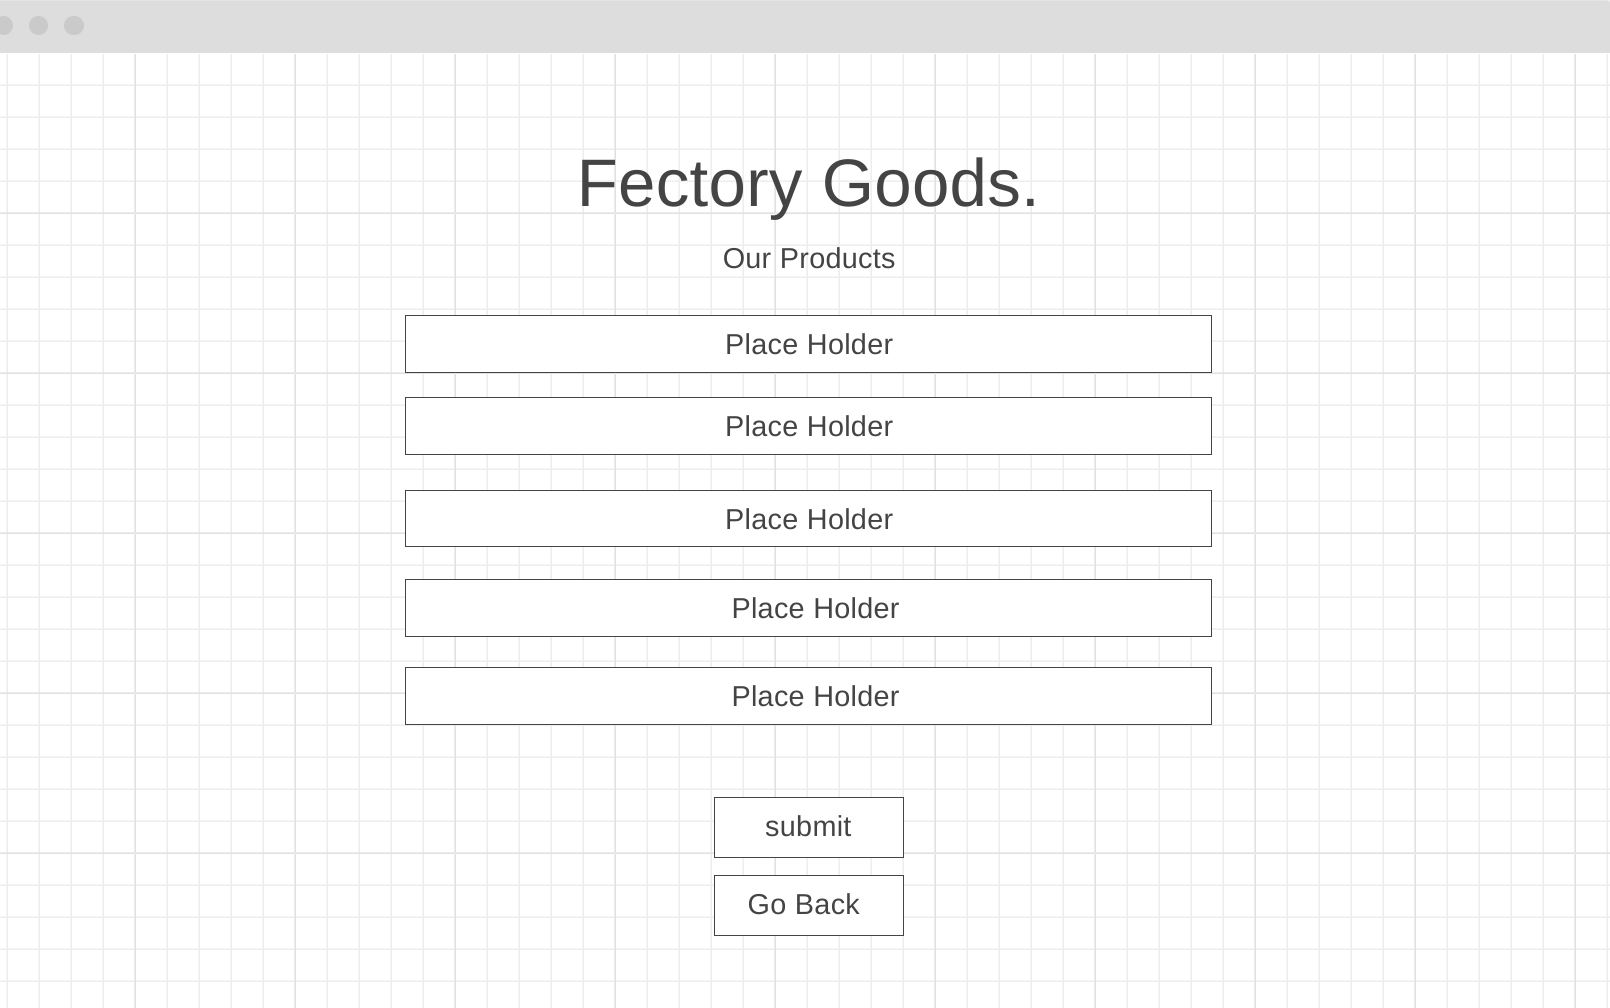 Fectory Goods.
Our Products
Place Holder
Place Holder
Place Holder
Place Holder
Place Holder
submit
Go Back